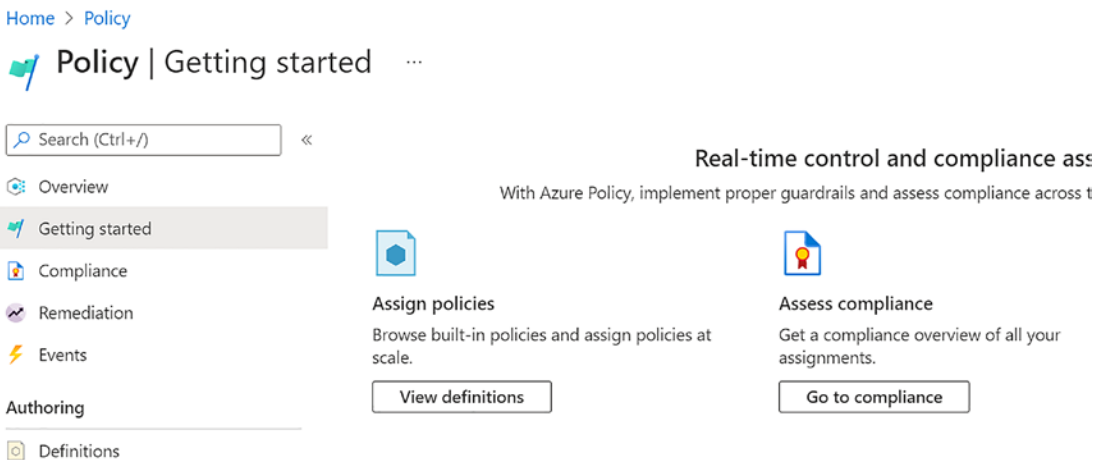 Home > Policy
Policy | Getting started ...
Search (Ctrl+/) «
Overview
Getting started
Compliance
Remediation
Events
Authoring
Definitions
Real-time control and compliance ass
With Azure Policy, implement proper guardrails and assess compliance across t
Assign policies
Browse built-in policies and assign policies at
scale.
View definitions
Assess compliance
Get a compliance overview of all your
assignments.
Go to compliance